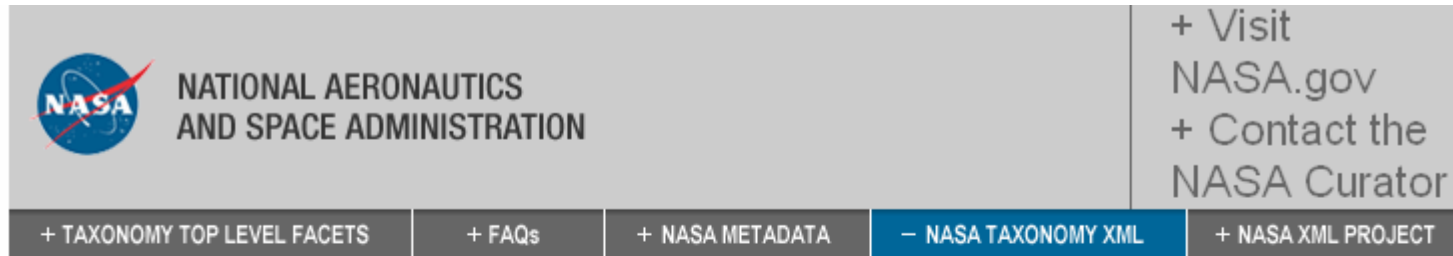 NASA
NATIONAL AERONAUTICS
AND SPACE ADMINISTRATION
+ Visit
NASA.gov
+ Contact the
NASA Curator
+ TAXONOMY TOP LEVEL FACETS
+ FAQs
+ NASA METADATA
− NASA TAXONOMY XML
+ NASA XML PROJECT